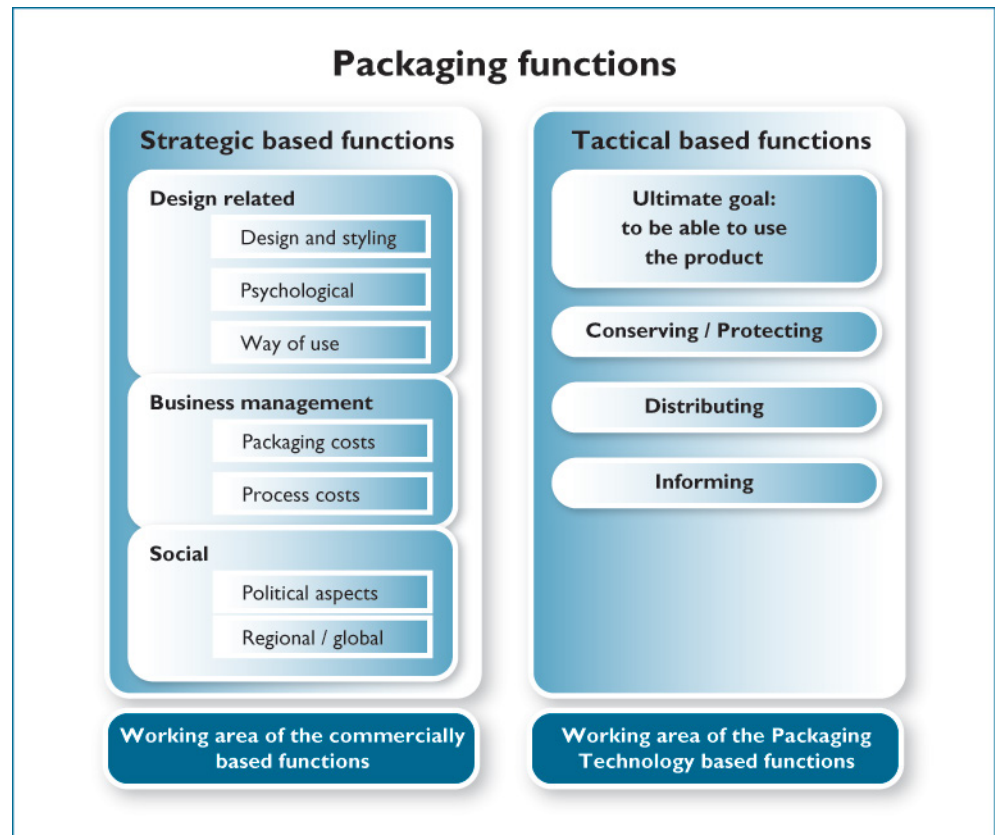 Packaging functions
Strategic based functions
Design related
Design and styling
Psychological
Way of use
Business management
Packaging costs
Process costs
Social
Political aspects
Regional / global
Working area of the commercially
based functions
Tactical based functions
Ultimate goal:
to be able to use
the product
Conserving / Protecting
Distributing
Informing
Working area of the Packaging
Technology based functions